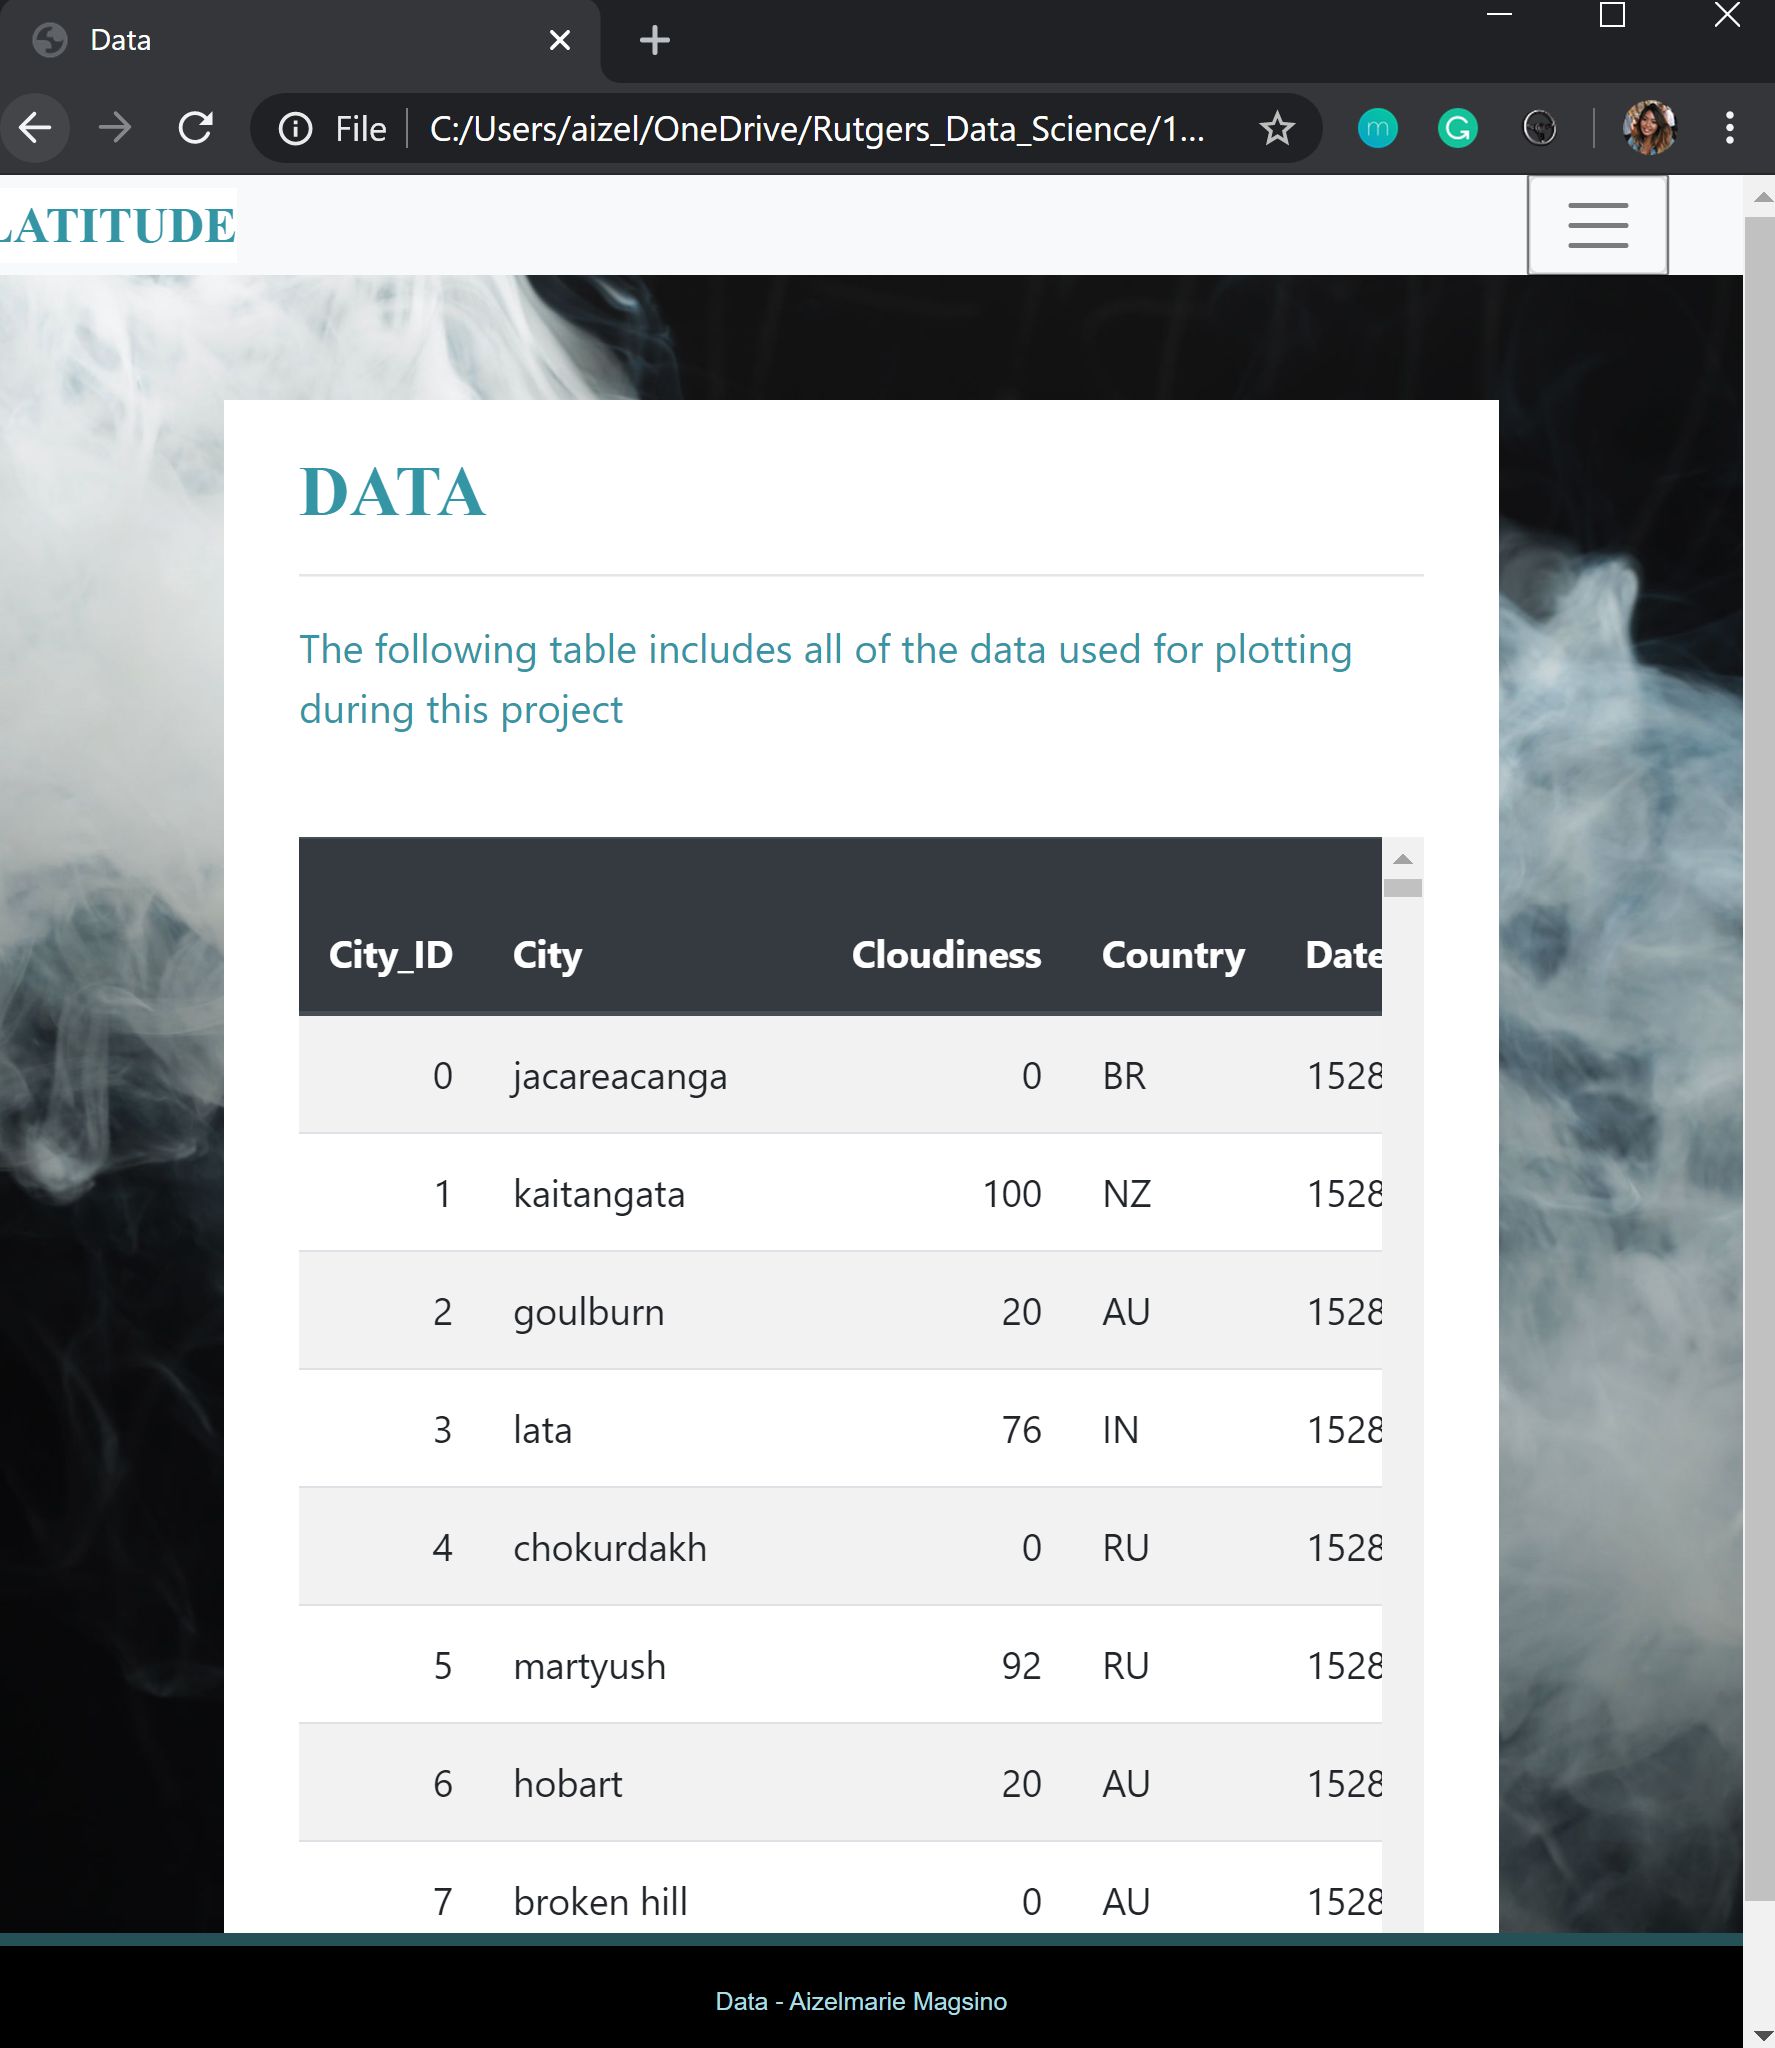 Data
File C:/Users/aizel/OneDrive/Rutgers_Data_Science/1...
LATITUDE
DATA
The following table includes all of the data used for plotting
during this project
City_ID City Cloudiness Country Date
0 jacareacanga 0 BR 1528
1 kaitangata 100 NZ 1528
2 goulburn 20 AU 1528
3 lata 76 IN 1528
4 chokurdakh 0 RU 1528
5 martyush 92 RU 1528
6 hobart 20 AU 1528
7 broken hill 0 AU 1528
Data - Aizelmarie Magsino